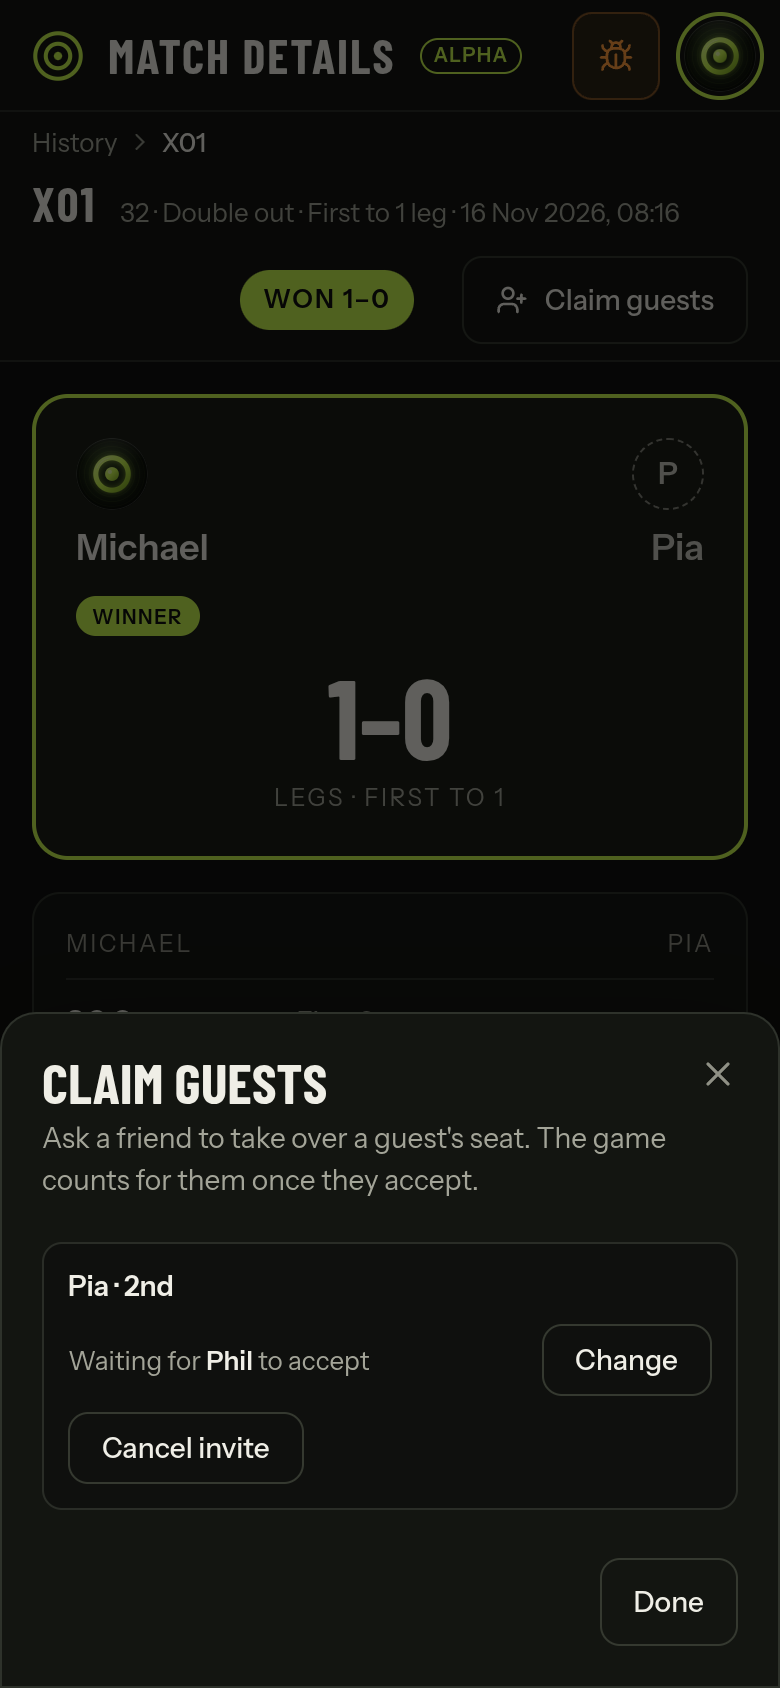 MATCH DETAILS ALPHA
History > X01
X01 32 · Double out · First to 1 leg · 16 Nov 2026, 08:16
WON 1–0 Claim guests
P
Michael Pia
WINNER
1–0
LEGS · FIRST TO 1
MICHAEL PIA
CLAIM GUESTS
Ask a friend to take over a guest's seat. The game
counts for them once they accept.
Pia · 2nd
Waiting for Phil to accept Change
Cancel invite
Done